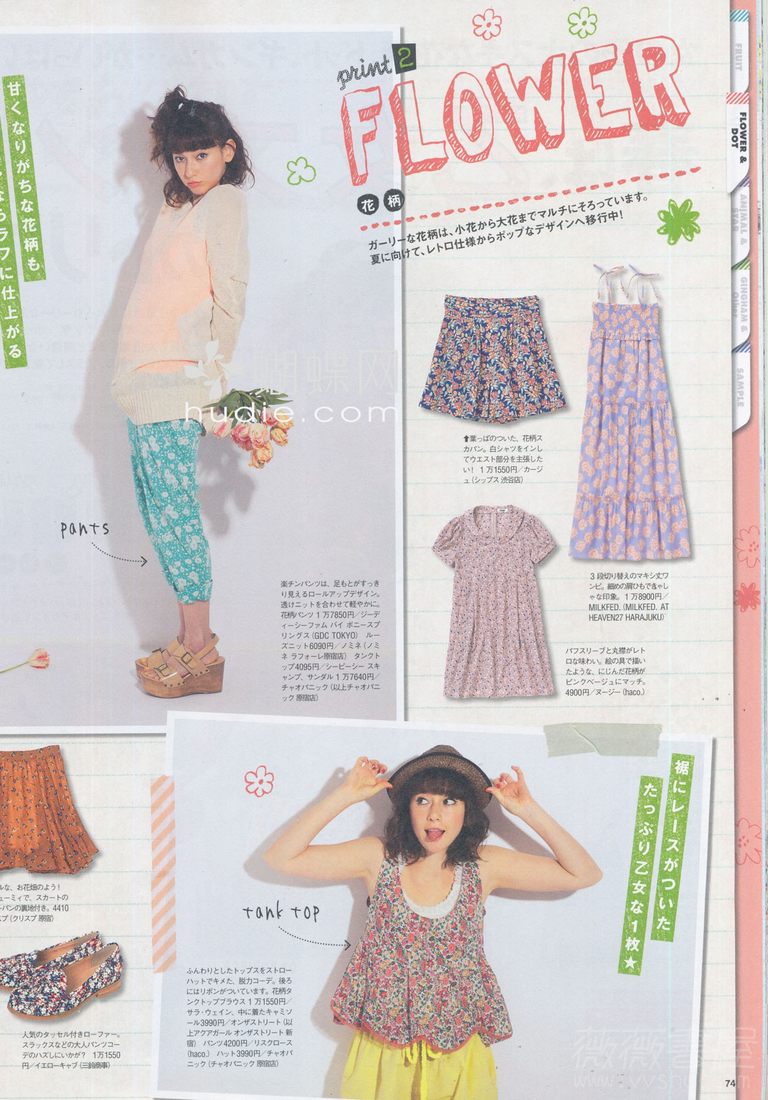 print 2
FLOWER
花柄
ガーリーな花柄は、小花から大花までマルチにそろっています。
夏に向けて、レトロ仕様からポップなデザインへ移行中!
甘くなりがちな花柄も
ならラフに仕上がる
FRUIT
FLOWER &
DOT
ANIMAL &
STAR
GINGHAM &
Other
SAMPLE
蝴蝶网
hudie.com
pants
楽チンパンツは、足もとがすっき
り見えるロールアップデザイン。
透けニットを合わせて軽やかに。
花柄パンツ1万7850円/ジーディ
ーシーファム バイ ポニースプ
リングス(GDC TOKYO) ルー
ズニット6090円/ノミネ(ノミ
ネ ラフォーレ原宿店) タンクト
ップ4095円/シービーシー スキ
ャンプ、サンダル1万7640円/
チャオパニック(以上チャオパニ
ック 原宿店)
⬆葉っぱのついた、花柄ス
カパン。白シャツをインし
てウエスト部分を主張した
い! 1万1550円/カージ
ュ(シップス 渋谷店)
3段切り替えのマキシ丈ワ
ンピ。細めの肩ひもで華奢
な印象。1万8900円/
MILKFED.(MILKFED. AT
HEAVEN27 HARAJUKU)
パフスリーブと丸襟がレト
ロな味わい。絵の具で描い
たような、にじんだ花柄が
ピンクベージュにマッチ。
4900円/ヌージー(haco.)
裾にレースがついた
たっぷり乙女な1枚★
tank top
ふんわりとしたトップスをストロー
ハットでキメた、脱力コーデ。後ろ
にはリボンがついています。花柄タ
ンクトップブラウス1万1550円/
サラ・ウェイン、中に着たキャミソ
ール3990円/オンザストリート(以
上アクアガール オンザストリート 新
宿) パンツ4200円/リスクロース
(haco.) ハット3990円/チャオパ
ニック(チャオパニック 原宿店)
ルな、お花畑のよう!
ューミィで、スカートの
ーパンの裏地付き。4410
スプ(クリスプ 原宿)
人気のタッセル付きローファー。
スラックスなどの大人パンツコー
デのハズしにいかが? 1万1550
円/イエローキャブ(三鈴商事)
74